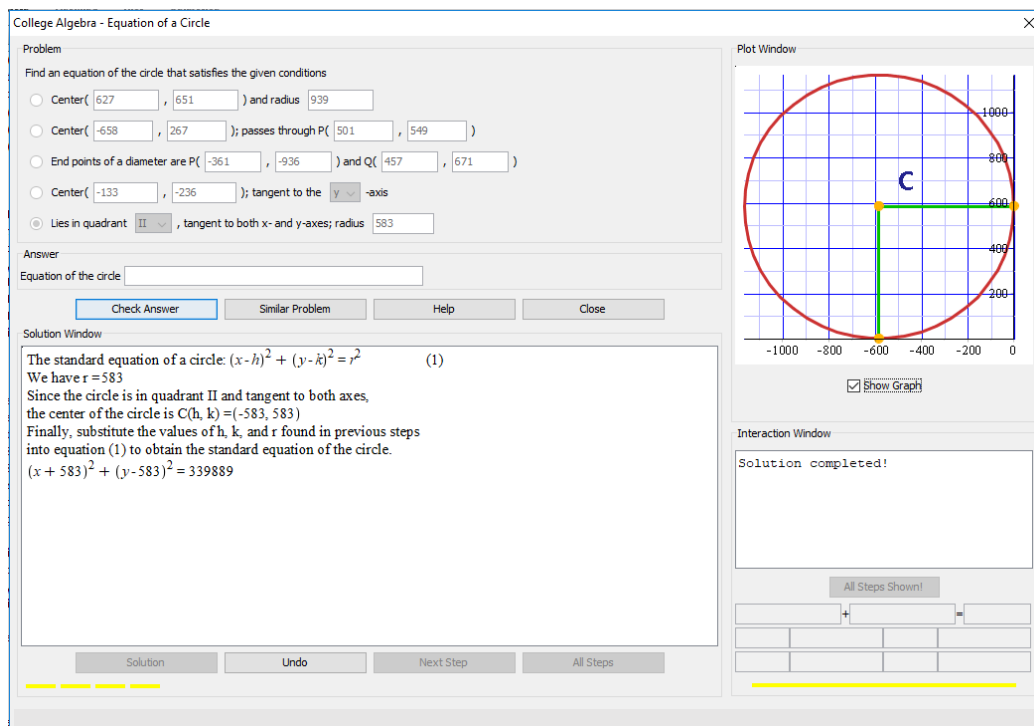 College Algebra - Equation of a Circle
Problem
Find an equation of the circle that satisfies the given conditions
Center( 627 , 651 ) and radius 939
Center( -658 , 267 ); passes through P( 501 , 549 )
End points of a diameter are P( -361 , -936 ) and Q( 457 , 671 )
Center( -133 , -236 ); tangent to the y -axis
Lies in quadrant II , tangent to both x- and y-axes; radius 583
Answer
Equation of the circle
Check Answer Similar Problem Help Close
Solution Window
The standard equation of a circle: (x-h)² + (y-k)² = r² (1)
We have r =583
Since the circle is in quadrant II and tangent to both axes,
the center of the circle is C(h, k) =(-583, 583)
Finally, substitute the values of h, k, and r found in previous steps
into equation (1) to obtain the standard equation of the circle.
(x + 583)² + (y-583)² = 339889
Solution Undo Next Step All Steps
Plot Window
1000
800
C
600
400
200
-1000 -800 -600 -400 -200 0
Show Graph
Interaction Window
Solution completed!
All Steps Shown!
+ =